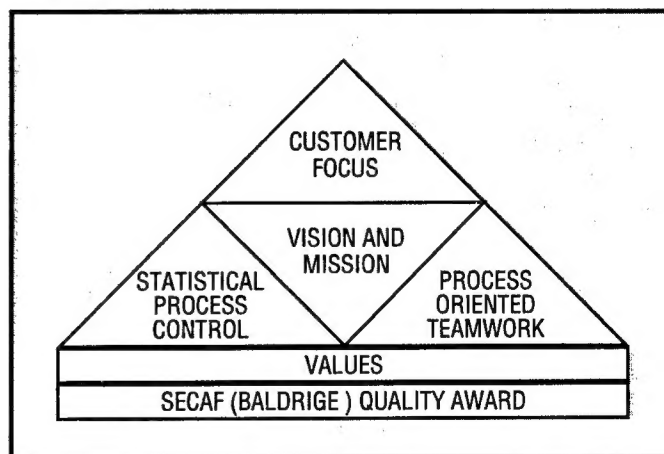 CUSTOMER
FOCUS
VISION AND
MISSION
STATISTICAL
PROCESS
CONTROL
PROCESS
ORIENTED
TEAMWORK
VALUES
SECAF (BALDRIGE ) QUALITY AWARD